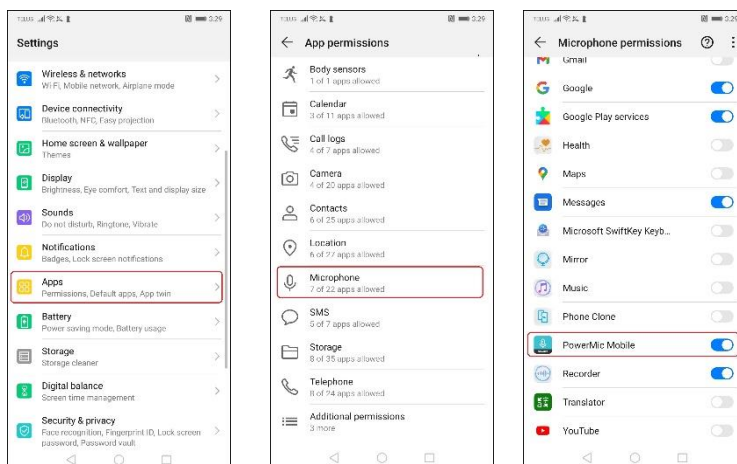 3:29
Settings
Wireless & networks
Wi-Fi, Mobile network, Airplane mode
Device connectivity
Bluetooth, NFC, Easy projection
Home screen & wallpaper
Themes
Display
Brightness, Eye comfort, Text and display size
Sounds
Do not disturb, Ringtone, Vibrate
Notifications
Badges, Lock screen notifications
Apps
Permissions, Default apps, App twin
Battery
Power saving mode, Battery usage
Storage
Storage cleaner
Digital balance
Screen time management
Security & privacy
Face recognition, Fingerprint ID, Lock screen
password, Password vault
3:29
App permissions
Body sensors
1 of 1 apps allowed
Calendar
3 of 11 apps allowed
Call logs
4 of 7 apps allowed
Camera
4 of 20 apps allowed
Contacts
6 of 25 apps allowed
Location
6 of 27 apps allowed
Microphone
7 of 22 apps allowed
SMS
5 of 7 apps allowed
Storage
8 of 35 apps allowed
Telephone
8 of 24 apps allowed
Additional permissions
3 more
3:29
Microphone permissions
Gmail
Google
Google Play services
Health
Maps
Messages
Microsoft SwiftKey Keyb...
Mirror
Music
Phone Clone
PowerMic Mobile
Recorder
Translator
YouTube